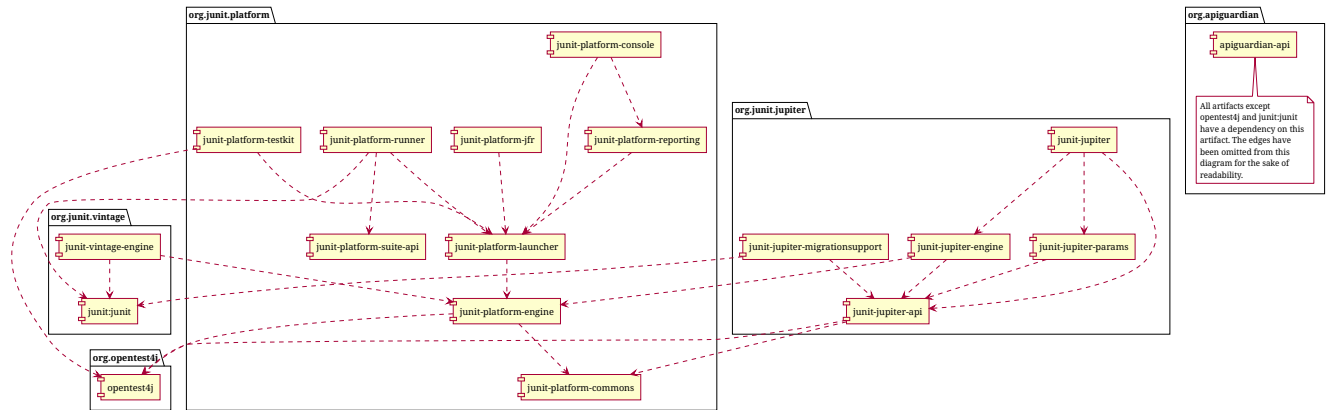 org.junit.platform
org.apiguardian
junit-platform-console
apiguardian-api
All artifacts except
opentest4j and junit:junit
have a dependency on this
artifact. The edges have
been omitted from this
diagram for the sake of
readability.
org.junit.jupiter
junit-platform-testkit
junit-platform-runner
junit-platform-jfr
junit-platform-reporting
junit-jupiter
org.junit.vintage
junit-vintage-engine
junit-platform-suite-api
junit-platform-launcher
junit-jupiter-migrationsupport
junit-jupiter-engine
junit-jupiter-params
junit:junit
junit-platform-engine
junit-jupiter-api
org.opentest4j
opentest4j
junit-platform-commons